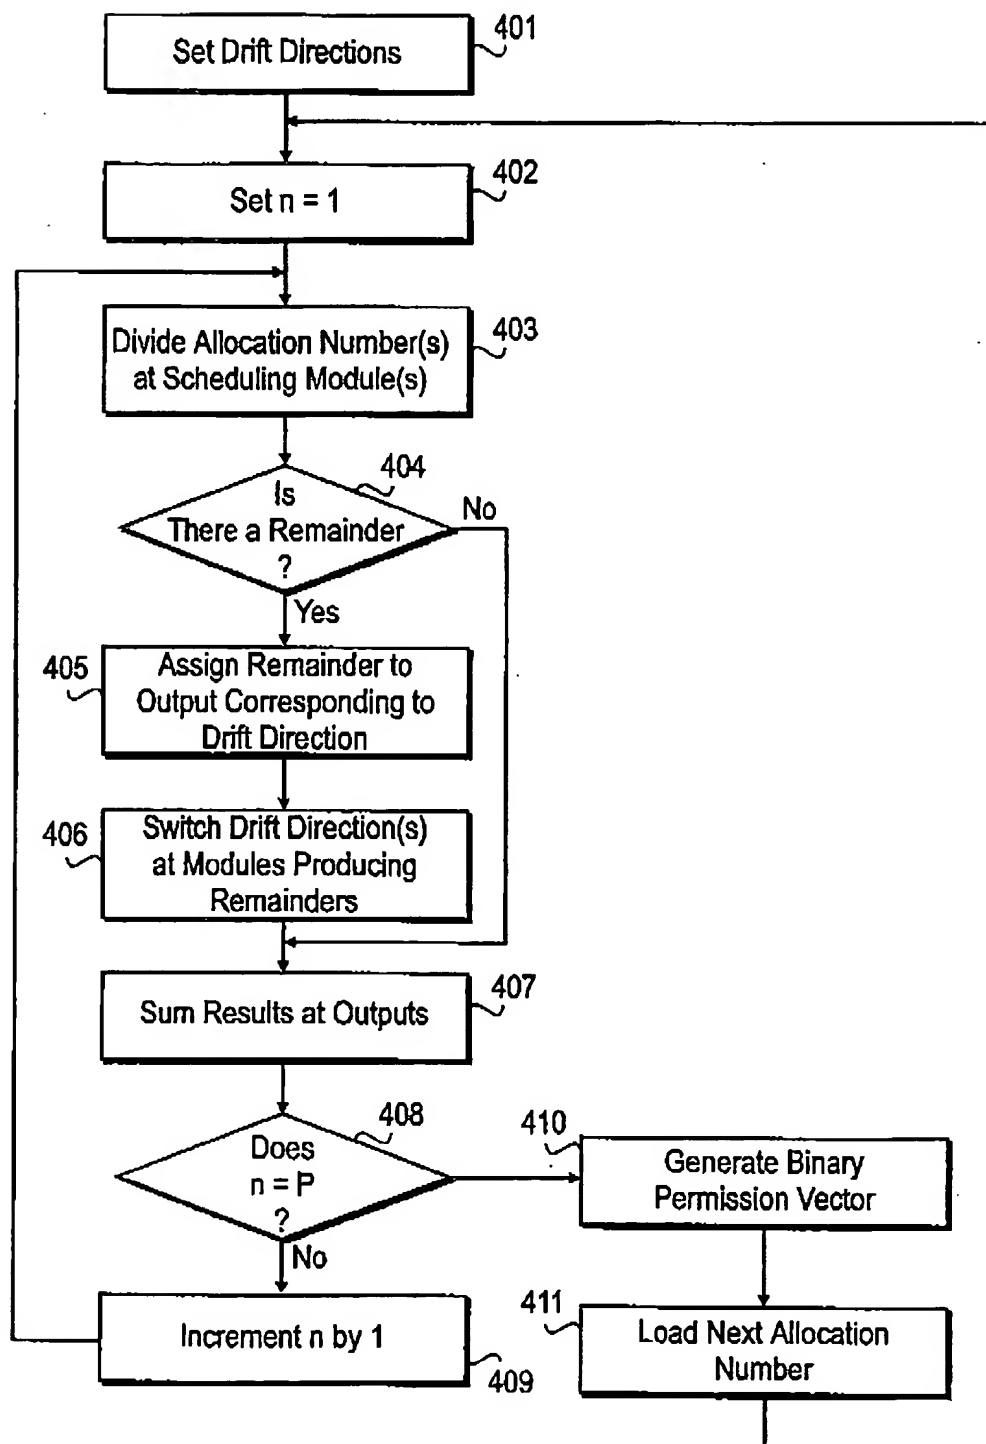 401
Set Drift Directions
402
Set n = 1
403
Divide Allocation Number(s)
at Scheduling Module(s)
404
Is
There a Remainder
?
No
Yes
405
Assign Remainder to
Output Corresponding to
Drift Direction
406
Switch Drift Direction(s)
at Modules Producing
Remainders
407
Sum Results at Outputs
408
Does
n = P
?
No
410
Generate Binary
Permission Vector
409
Increment n by 1
411
Load Next Allocation
Number